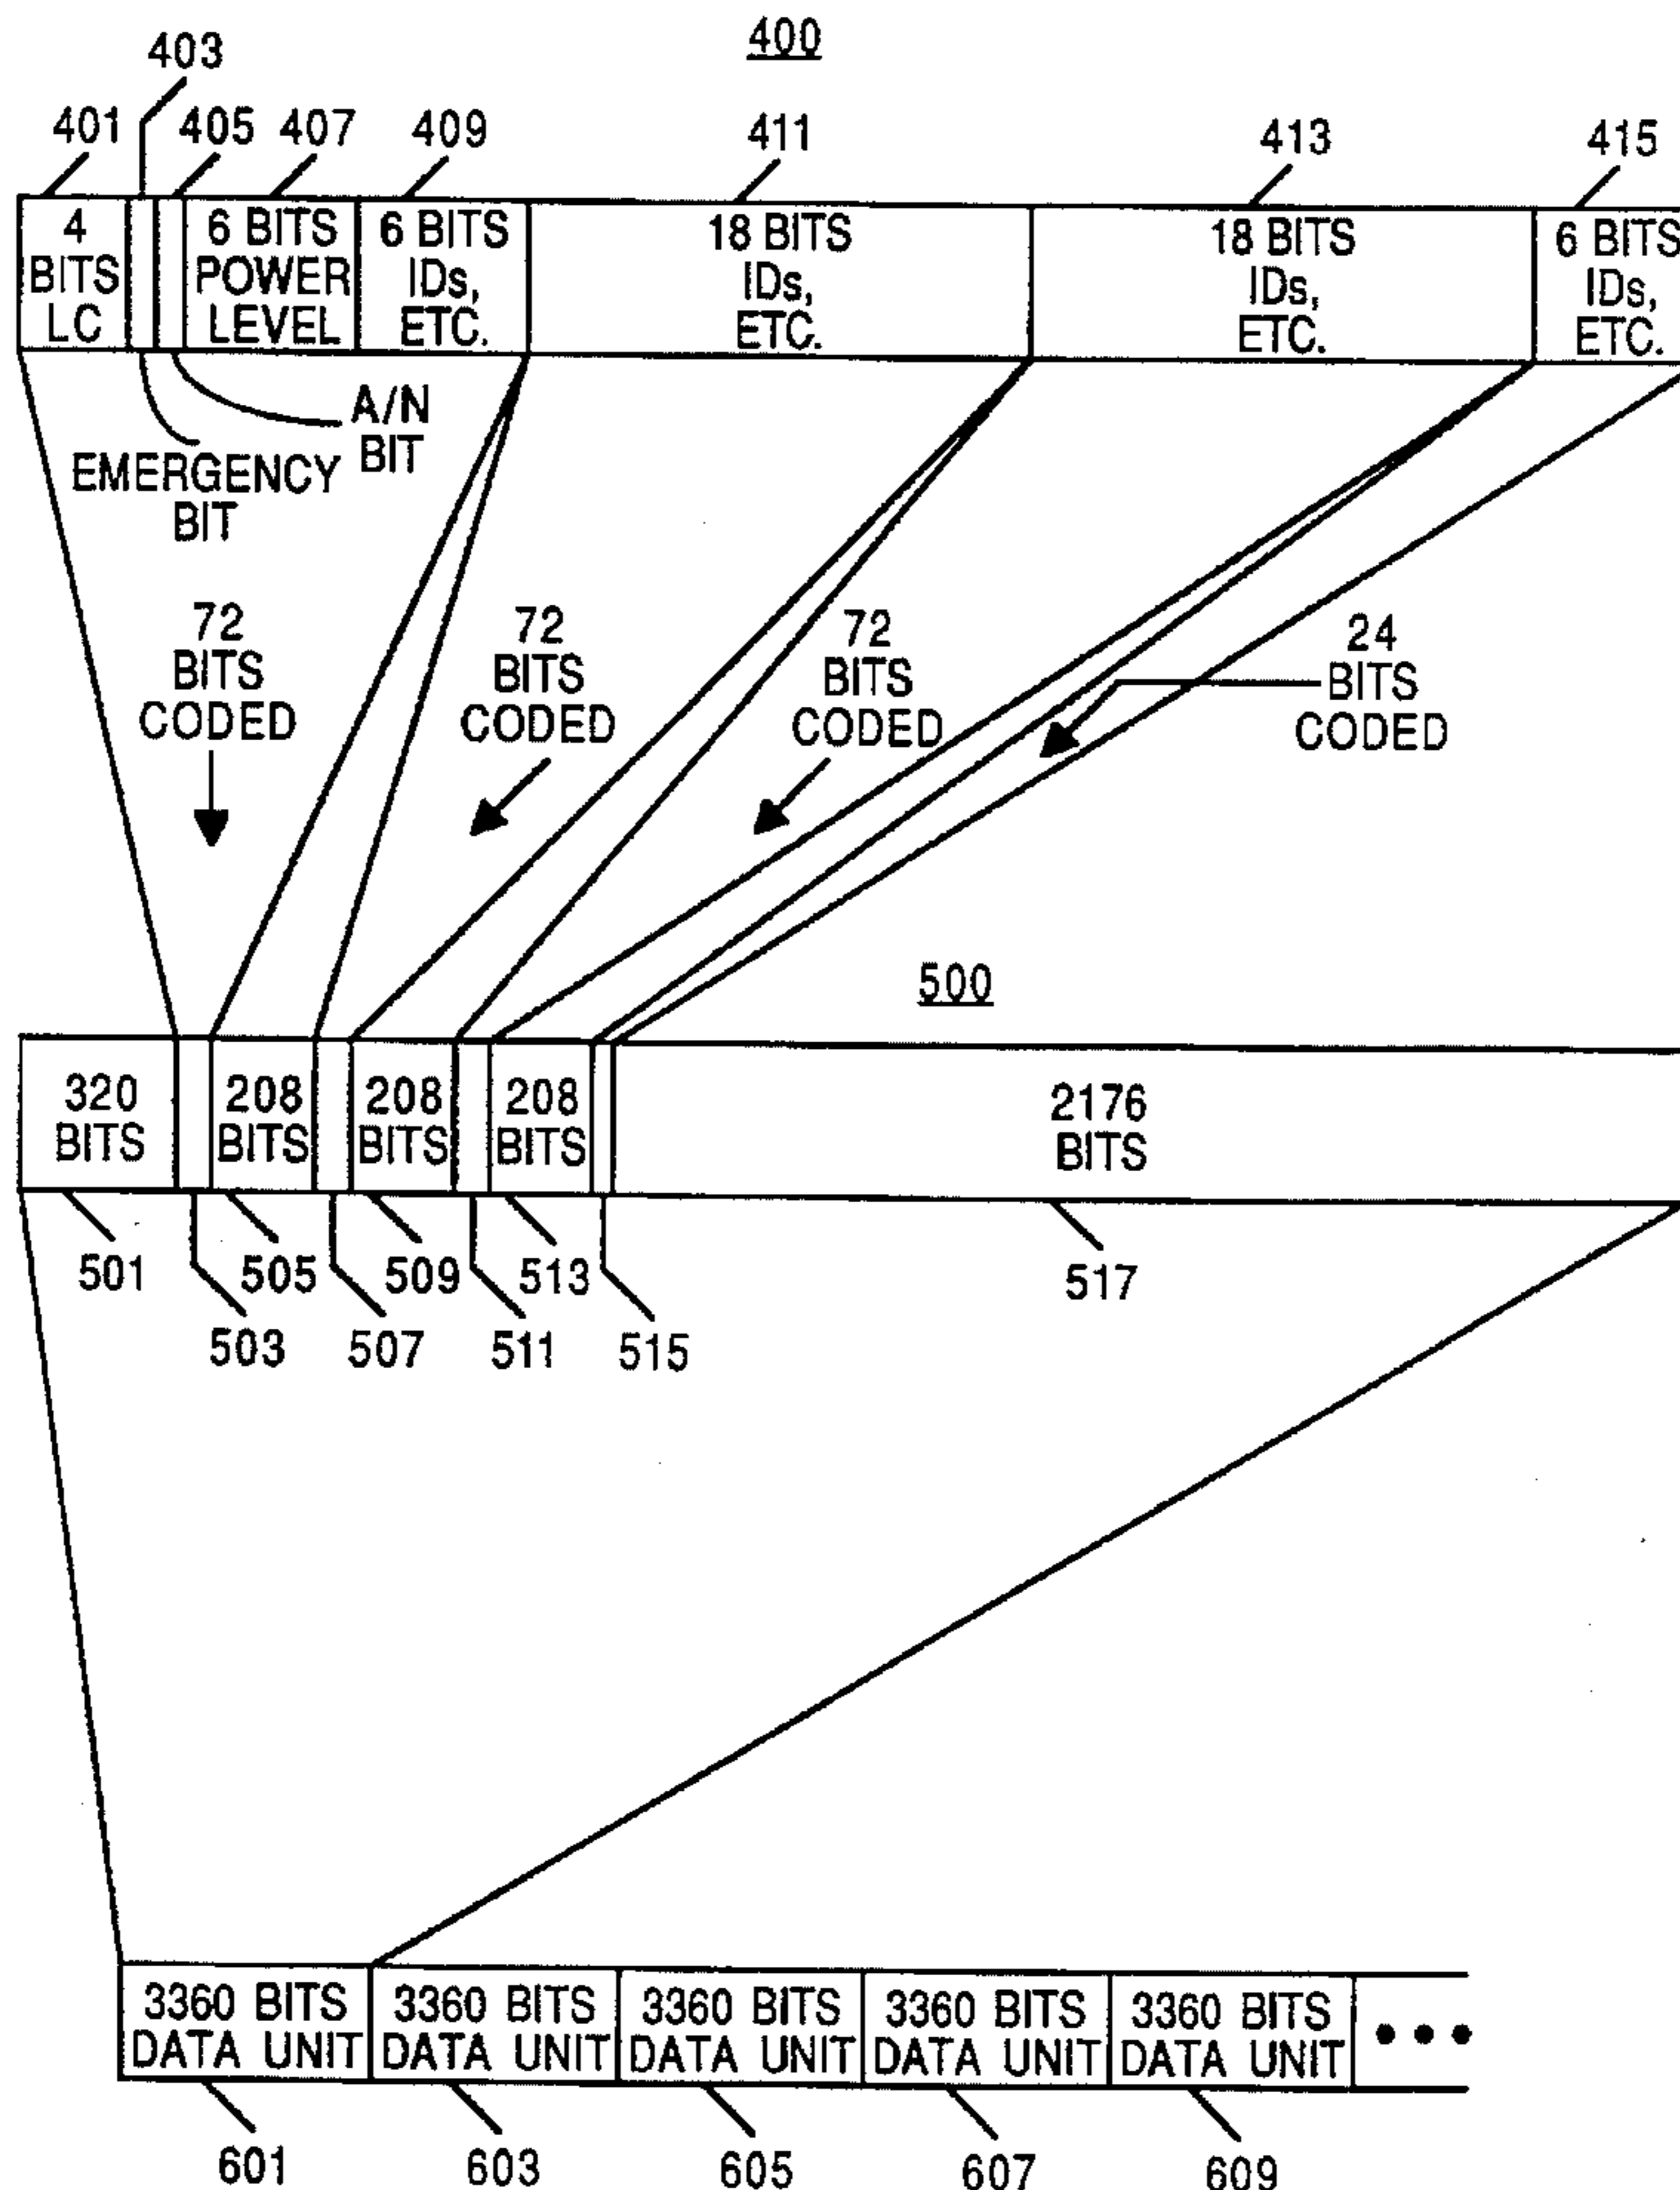 400
403
401 405 407 409 411 413 415
4 BITS LC
6 BITS POWER LEVEL
6 BITS IDs, ETC.
18 BITS IDs, ETC.
18 BITS IDs, ETC.
6 BITS IDs, ETC.
A/N BIT
EMERGENCY BIT
72 BITS CODED
72 BITS CODED
72 BITS CODED
24 BITS CODED
500
320 BITS
208 BITS
208 BITS
208 BITS
2176 BITS
501 505 509 513 517
503 507 511 515
3360 BITS DATA UNIT
3360 BITS DATA UNIT
3360 BITS DATA UNIT
3360 BITS DATA UNIT
3360 BITS DATA UNIT
601 603 605 607 609